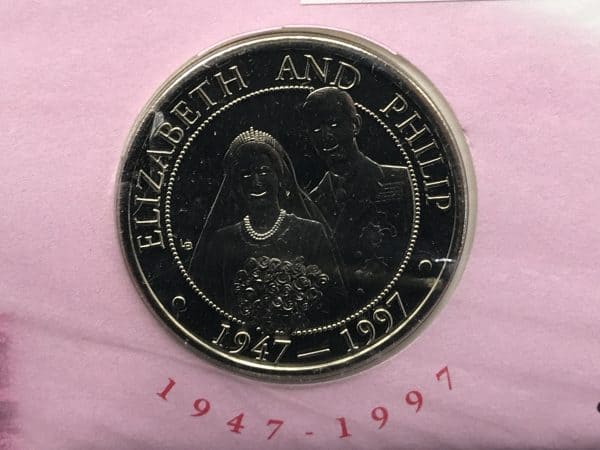 ELIZABETH AND PHILIP
1947 — 1997
1947-1997